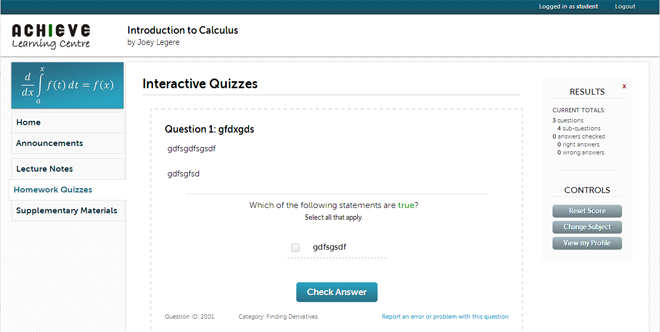 Logged in as student Logout
ACHIEVE
Learning Centre
Introduction to Calculus
by Joey Legere
d/dx ∫ₐˣ f(t) dt = f(x)
Home
Announcements
Lecture Notes
Homework Quizzes
Supplementary Materials
Interactive Quizzes
Question 1: gfdxgds
gdfsgdfsgsdf
gdfsgfsd
Which of the following statements are true?
Select all that apply.
gdfsgsdf
Check Answer
Question ID: 2001. Category: Finding Derivatives. Report an error or problem with this question
x
RESULTS
CURRENT TOTALS:
3 questions
4 sub-questions
0 answers checked
0 right answers
0 wrong answers
CONTROLS
Reset Score
Change Subject
View my Profile